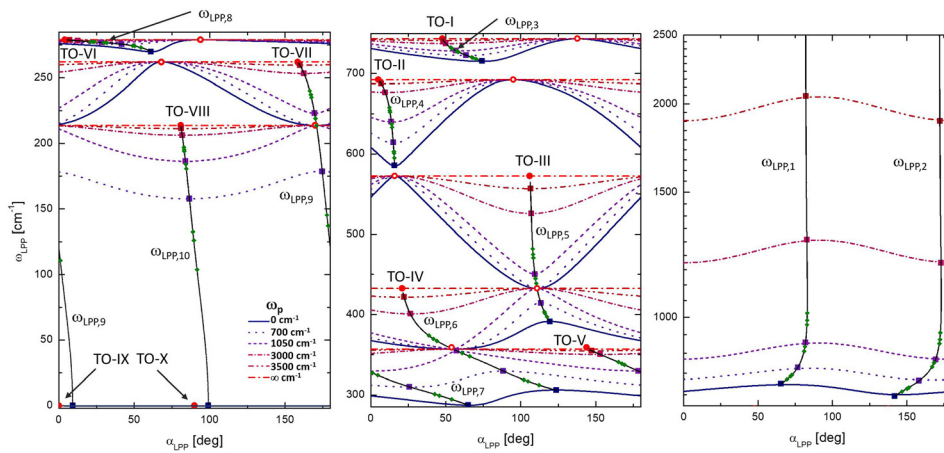 ω_LPP,8
TO-VI
TO-VII
TO-VIII
ω_LPP,9
ω_LPP,10
ω_LPP,9
TO-IX TO-X
ω_p
0 cm⁻¹
700 cm⁻¹
1050 cm⁻¹
3000 cm⁻¹
3500 cm⁻¹
∞ cm⁻¹
ω_LPP [cm⁻¹]
250
200
150
100
50
0
0 50 100 150
α_LPP [deg]
TO-I
ω_LPP,3
TO-II
ω_LPP,4
TO-III
ω_LPP,5
TO-IV
ω_LPP,6
TO-V
ω_LPP,7
700
600
500
400
300
0 50 100 150
α_LPP [deg]
2500
2000
1500
1000
ω_LPP,1
ω_LPP,2
0 50 100 150
α_LPP [deg]